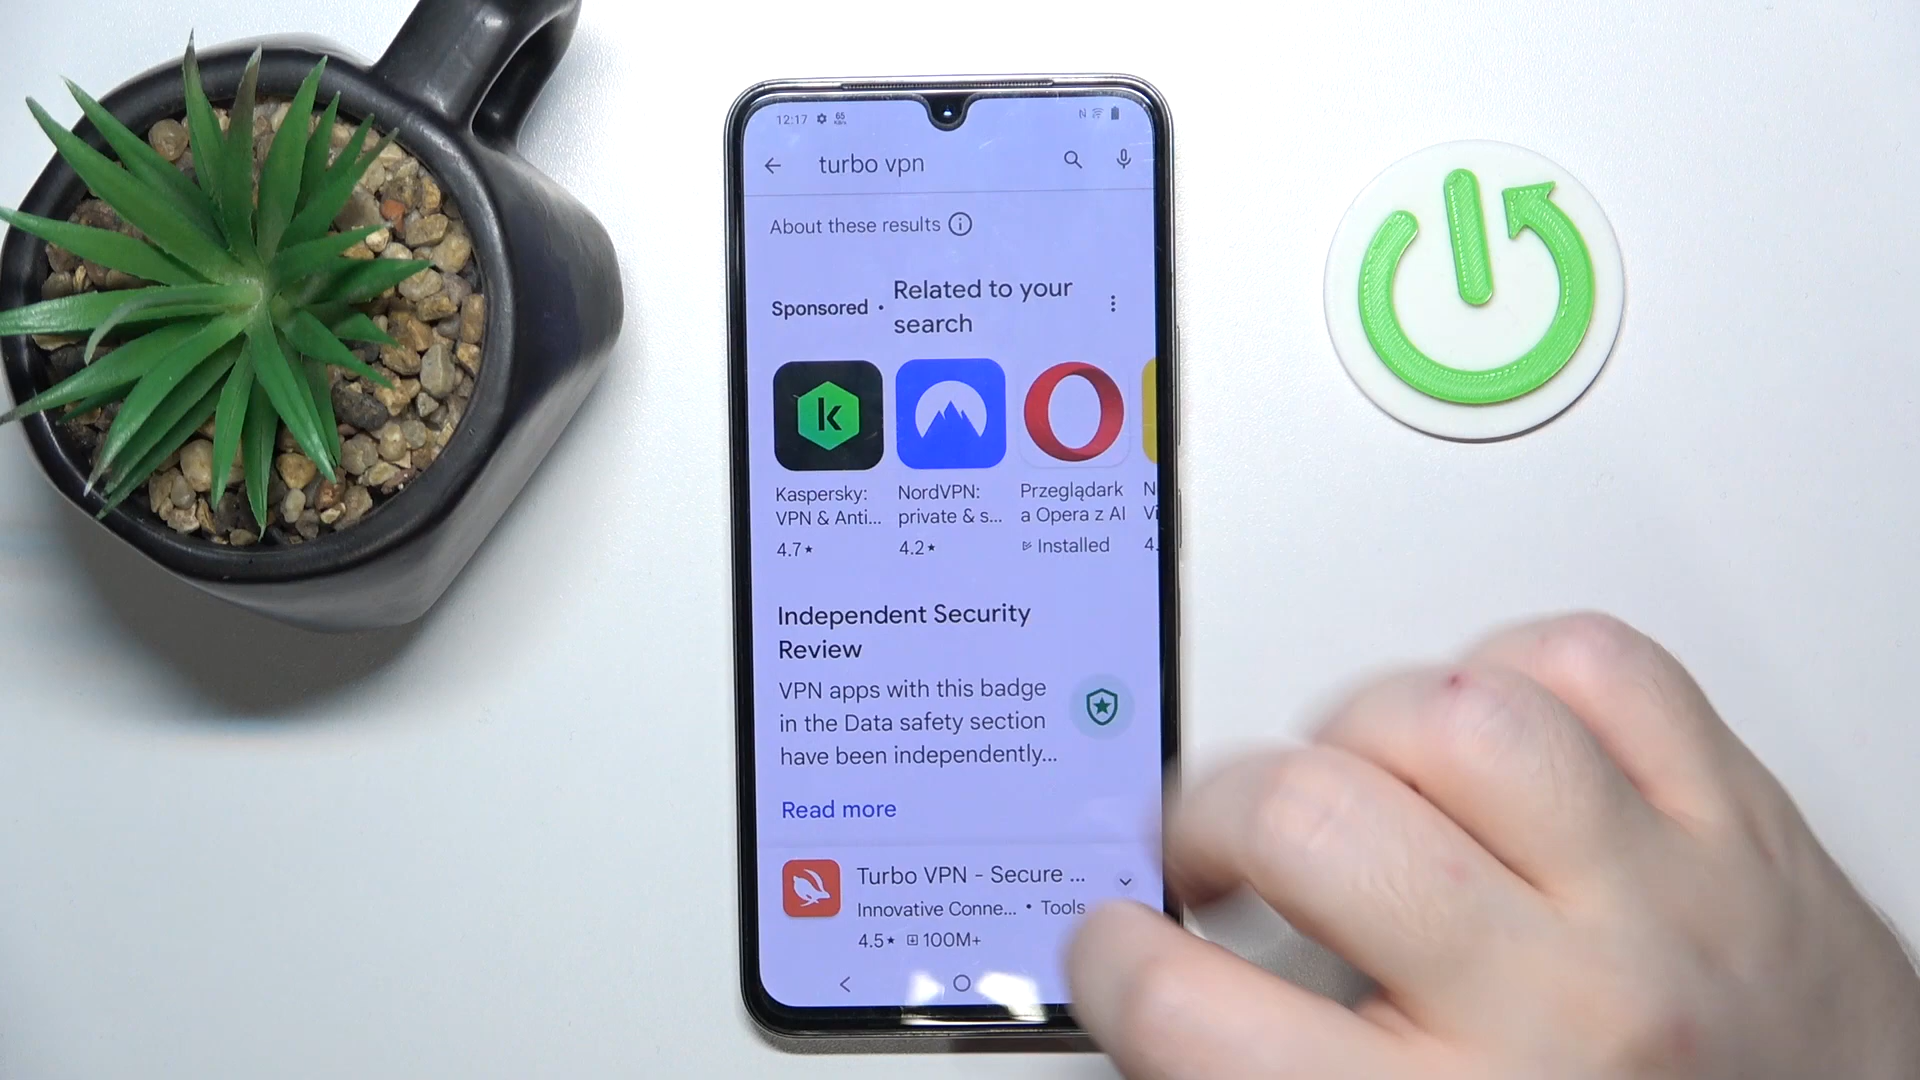 12:17 65
N
turbo vpn
About these results
Sponsored • Related to your search
k
Kaspersky: VPN & Anti...
4.7★
NordVPN: private & s...
4.2★
Przeglądark a Opera z AI
Installed
N
4.
Independent Security
Review
VPN apps with this badge
in the Data safety section
have been independently...
Read more
Turbo VPN - Secure ...
Innovative Conne... • Tools
4.5★ 100M+